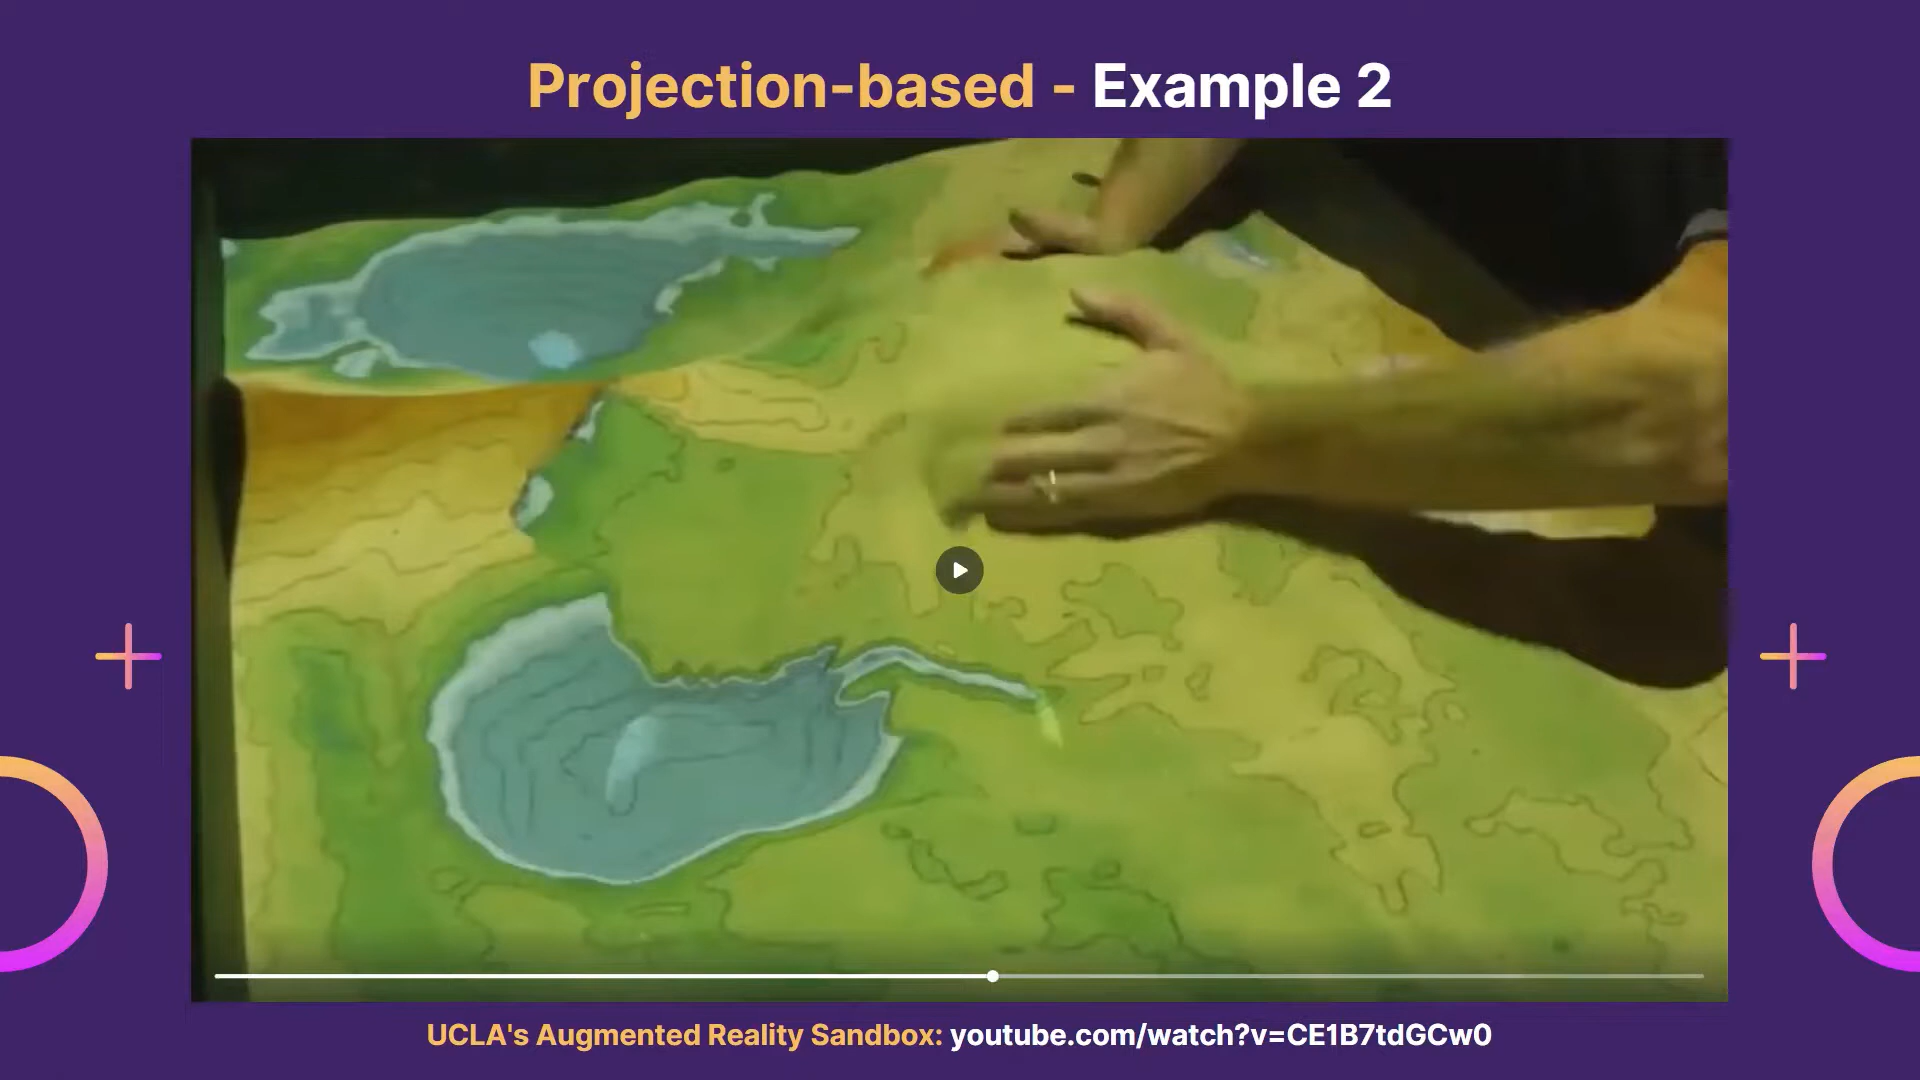 Projection-based - Example 2
UCLA's Augmented Reality Sandbox: youtube.com/watch?v=CE1B7tdGCw0